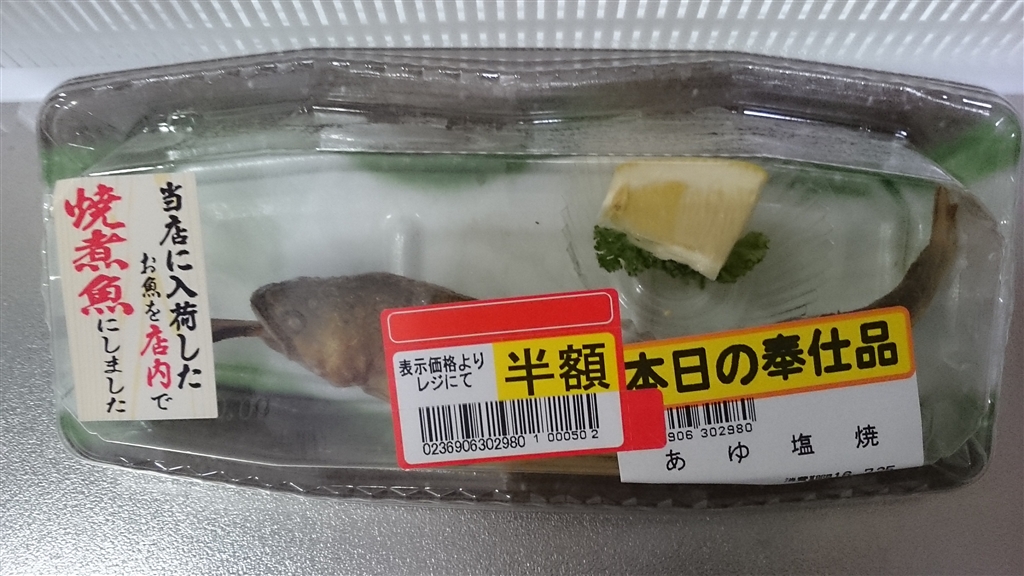 当店に入荷した
お魚を店内で
焼煮魚にしました
表示価格より
レジにて
半額
0236906302980 1 00050 2
本日の奉仕品
906 302980
あゆ塩焼